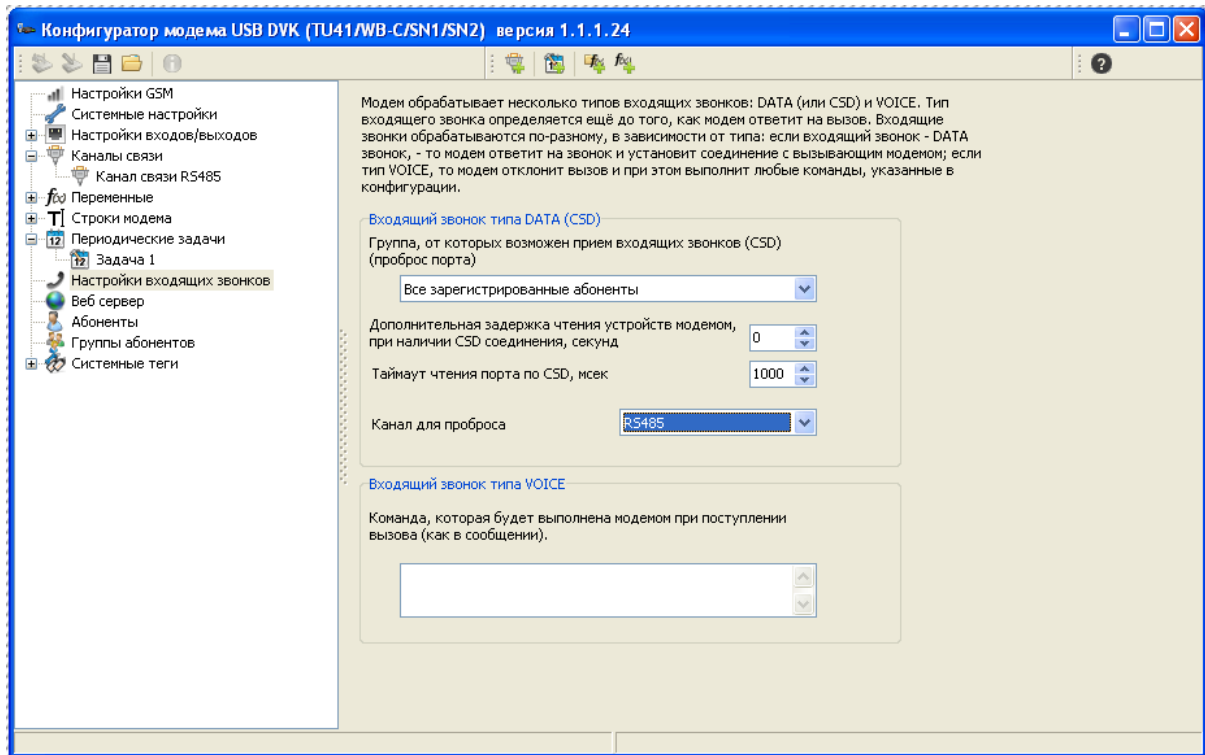 Конфигуратор модема USB DVK (TU41/WB-C/SN1/SN2) версия 1.1.1.24
Настройки GSM
Системные настройки
Настройки входов/выходов
Каналы связи
Канал связи RS485
f(x) Переменные
Строки модема
12 Периодические задачи
12 Задача 1
Настройки входящих звонков
Веб сервер
Абоненты
Группы абонентов
Системные теги
Модем обрабатывает несколько типов входящих звонков: DATA (или CSD) и VOICE. Тип
входящего звонка определяется ещё до того, как модем ответит на вызов. Входящие
звонки обрабатываются по-разному, в зависимости от типа: если входящий звонок - DATA
звонок, - то модем ответит на звонок и установит соединение с вызывающим модемом; если
тип VOICE, то модем отклонит вызов и при этом выполнит любые команды, указанные в
конфигурации.
Входящий звонок типа DATA (CSD)
Группа, от которых возможен прием входящих звонков (CSD)
(проброс порта)
Все зарегистрированные абоненты
Дополнительная задержка чтения устройств модемом,
при наличии CSD соединения, секунд
0
Таймаут чтения порта по CSD, мсек
1000
Канал для проброса
RS485
Входящий звонок типа VOICE
Команда, которая будет выполнена модемом при поступлении
вызова (как в сообщении).